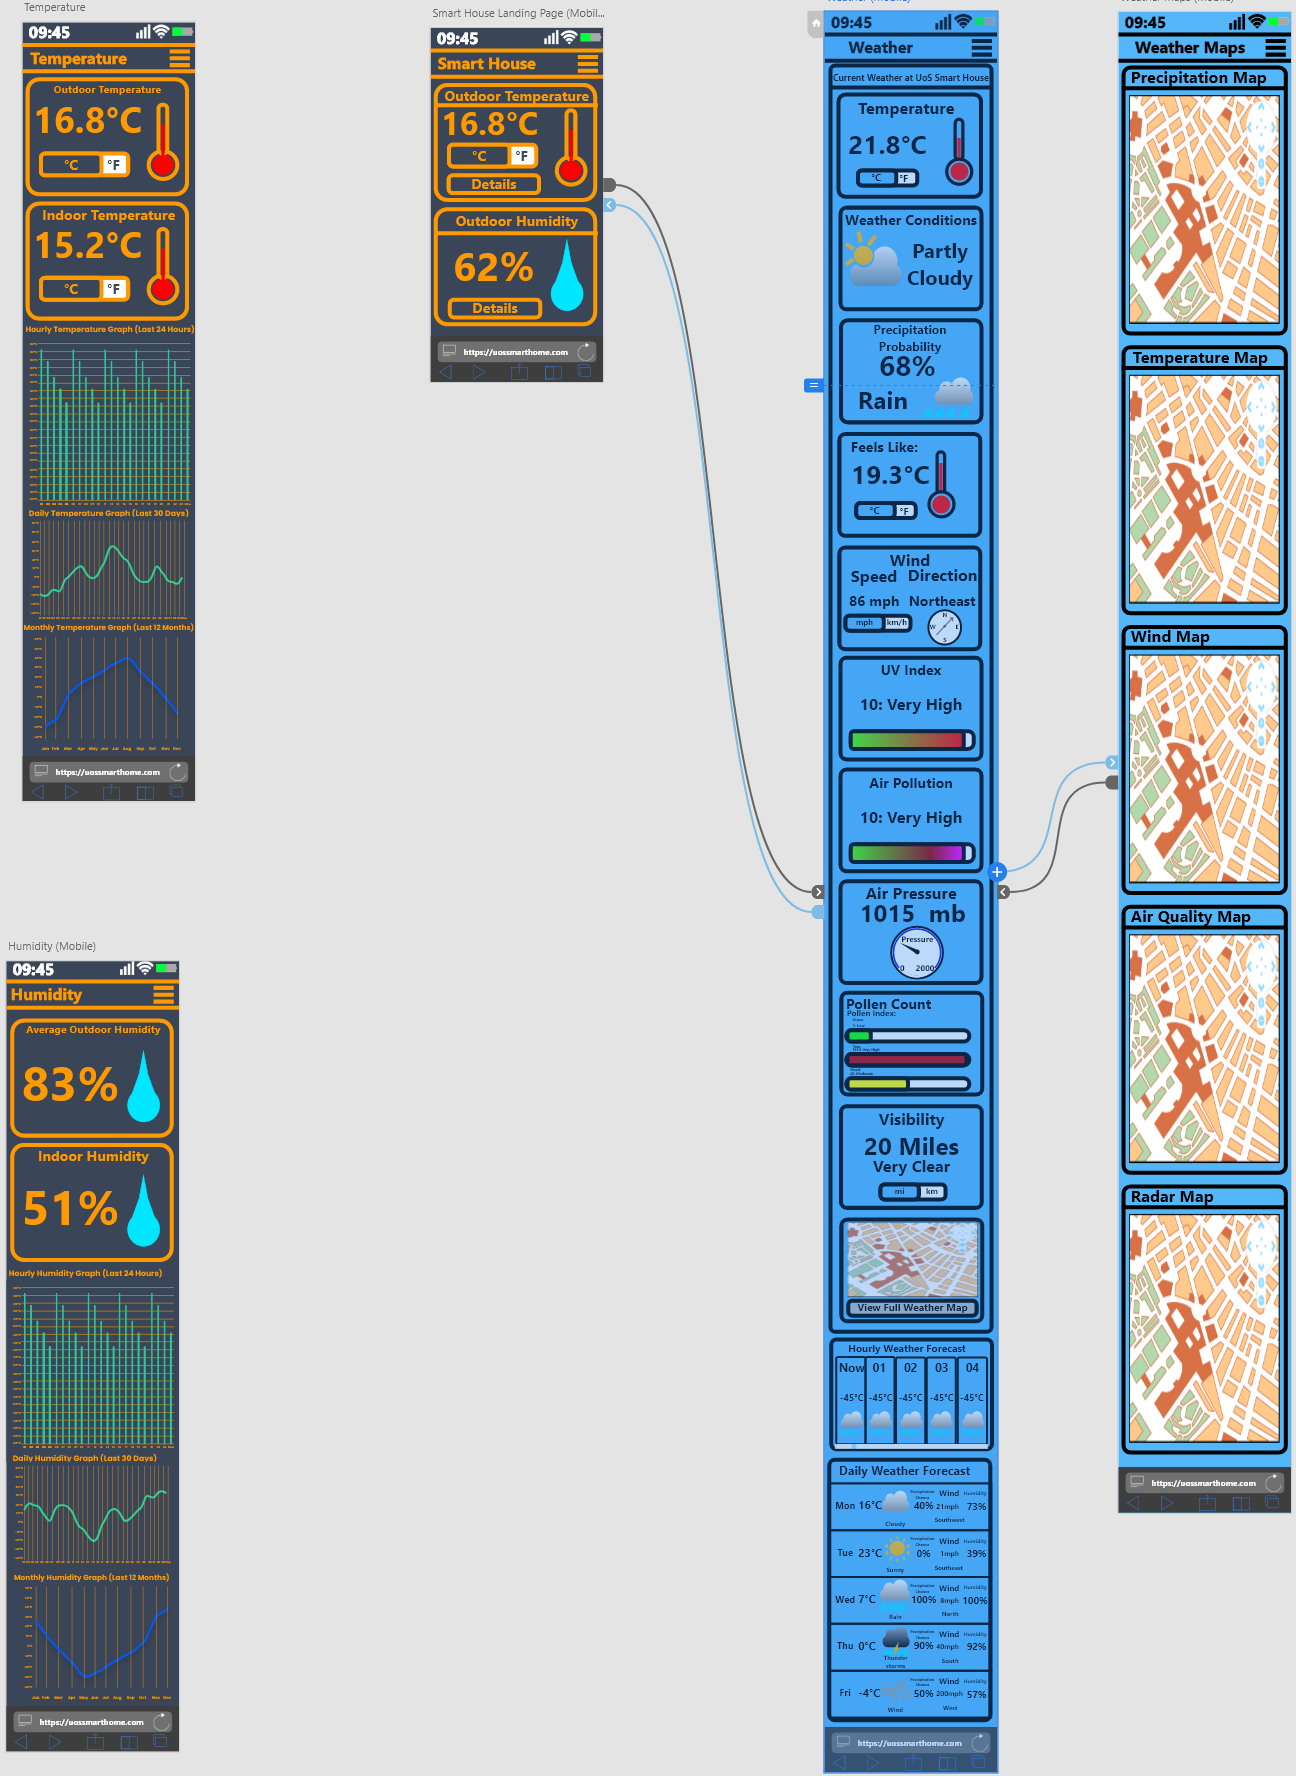 Temperature
09:45
Temperature
Outdoor Temperature
16.8°C
°C °F
Indoor Temperature
15.2°C
°C °F
Hourly Temperature Graph (Last 24 Hours)
Daily Temperature Graph (Last 30 Days)
Monthly Temperature Graph (Last 12 Months)
Jan Feb Mar Apr May Jun Jul Aug Sep Oct Nov Dec
https://uossmarthome.com
Humidity (Mobile)
09:45
Humidity
Average Outdoor Humidity
83%
Indoor Humidity
51%
Hourly Humidity Graph (Last 24 Hours)
Daily Humidity Graph (Last 30 Days)
Monthly Humidity Graph (Last 12 Months)
Jan Feb Mar Apr May Jun Jul Aug Sep Oct Nov Dec
https://uossmarthome.com
Smart House Landing Page (Mobil...
09:45
Smart House
Outdoor Temperature
16.8°C
°C °F
Details
Outdoor Humidity
62%
Details
https://uossmarthome.com
09:45
Weather
Current Weather at UoS Smart House
Temperature
21.8°C
°C °F
Weather Conditions
Partly
Cloudy
Precipitation
Probability
68%
Rain
Feels Like:
19.3°C
°C °F
Wind
Speed Direction
86 mph Northeast
mph km/h
N
W E
S
UV Index
10: Very High
Air Pollution
10: Very High
Air Pressure
1015 mb
Pressure
0 2000
Pollen Count
Pollen Index:
Visibility
20 Miles
Very Clear
mi km
View Full Weather Map
Hourly Weather Forecast
Now 01 02 03 04
-45°C -45°C -45°C -45°C -45°C
Daily Weather Forecast
Mon 16°C Cloudy Precipitation Chance 40% Wind 21mph Southwest Humidity 73%
Tue 23°C Sunny Precipitation Chance 0% Wind 1mph Southeast Humidity 39%
Wed 7°C Rain Precipitation Chance 100% Wind 8mph North Humidity 100%
Thu 0°C Thunder storms Precipitation Chance 90% Wind 40mph South Humidity 92%
Fri -4°C Wind Precipitation Chance 50% Wind 200mph West Humidity 57%
https://uossmarthome.com
09:45
Weather Maps
Precipitation Map
Temperature Map
Wind Map
Air Quality Map
Radar Map
https://uossmarthome.com